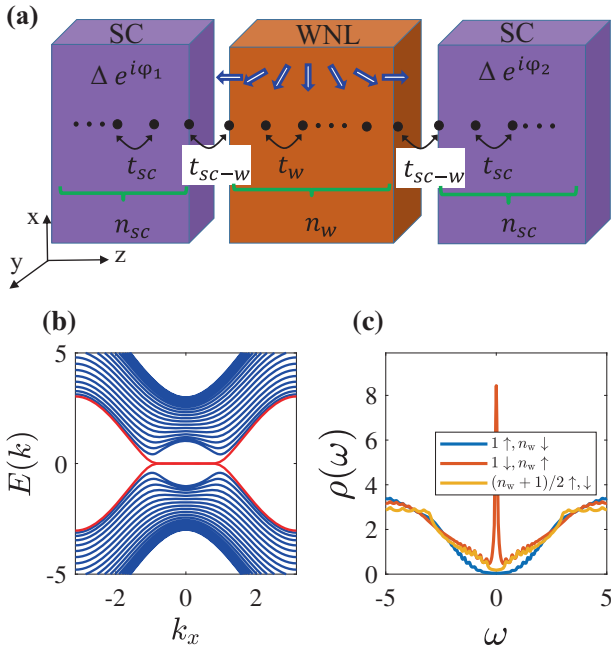 (a)
SC WNL SC
Δ e^{iφ_1} Δ e^{iφ_2}
t_{sc} t_{sc-w} t_w t_{sc-w} t_{sc}
n_{sc} n_w n_{sc}
x
y z
(b)
E(k)
5
0
-5
-2 0 2
k_x
(c)
ρ(ω)
8
6
4
2
0
1 ↑, n_w ↓
1 ↓, n_w ↑
(n_w + 1)/2 ↑, ↓
-5 0 5
ω